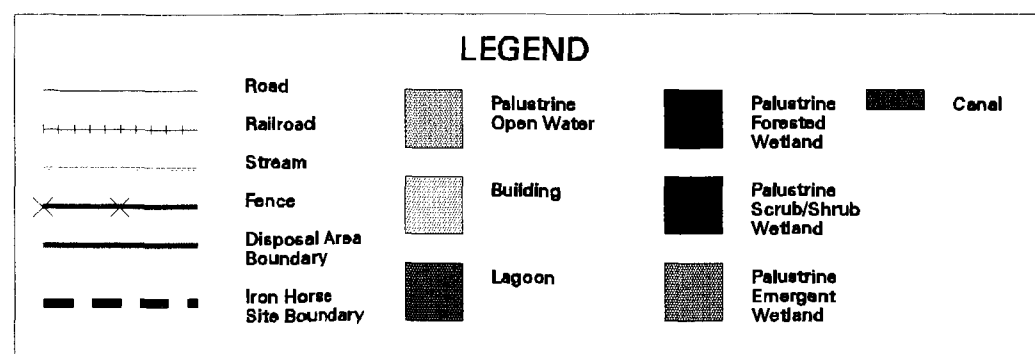 LEGEND
Road
Railroad
Stream
Fence
Disposal Area
Boundary
Iron Horse
Site Boundary
Palustrine
Open Water
Building
Lagoon
Palustrine
Forested
Wetland
Palustrine
Scrub/Shrub
Wetland
Palustrine
Emergent
Wetland
Canal